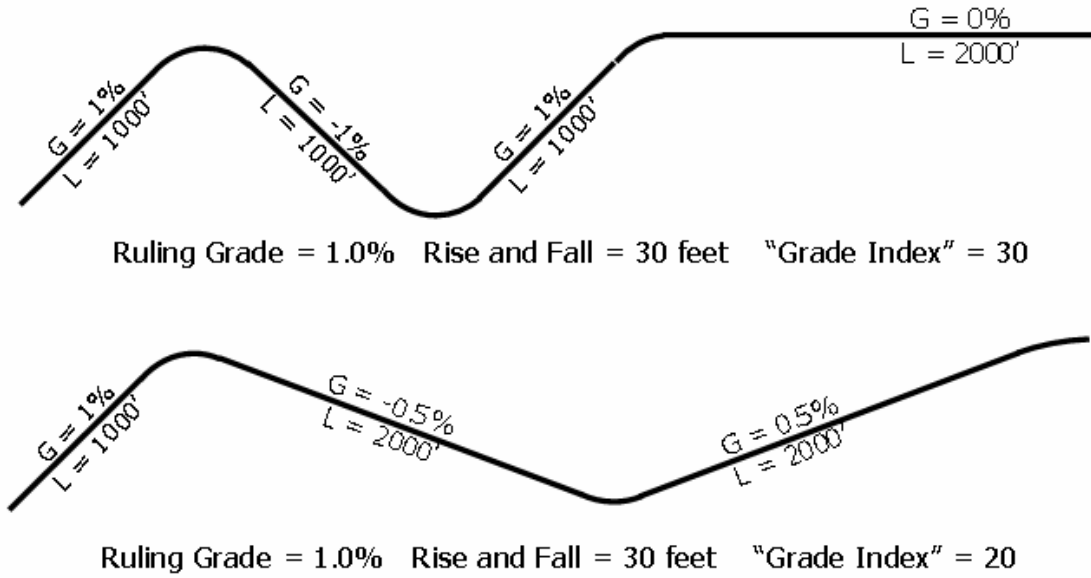 G = 1%
L = 1000'
G = -1%
L = 1000'
G = 1%
L = 1000'
G = 0%
L = 2000'
Ruling Grade = 1.0% Rise and Fall = 30 feet "Grade Index" = 30
G = 1%
L = 1000'
G = -0.5%
L = 2000'
G = 0.5%
L = 2000'
Ruling Grade = 1.0% Rise and Fall = 30 feet "Grade Index" = 20